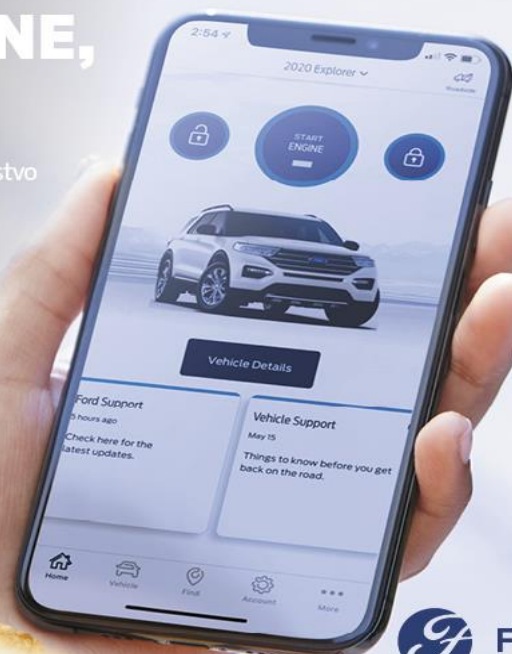 NE,
stvo
2:54
2020 Explorer
Roadside
START
ENGINE
Vehicle Details
Ford Support
5 hours ago
Check here for the
latest updates.
Vehicle Support
May 15
Things to know before you get
back on the road.
Home
Vehicle
Find
Account
More
F